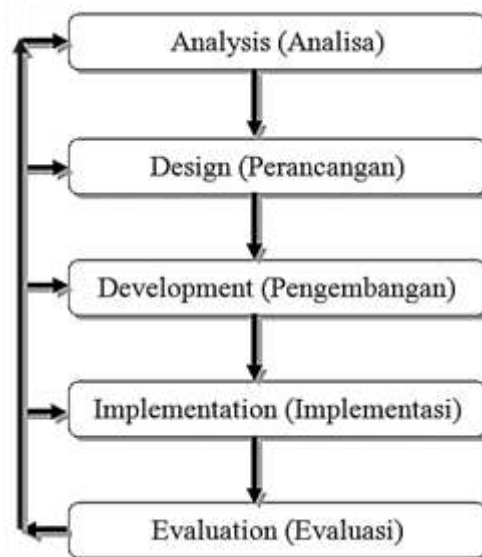 Analysis (Analisa)
Design (Perancangan)
Development (Pengembangan)
Implementation (Implementasi)
Evaluation (Evaluasi)